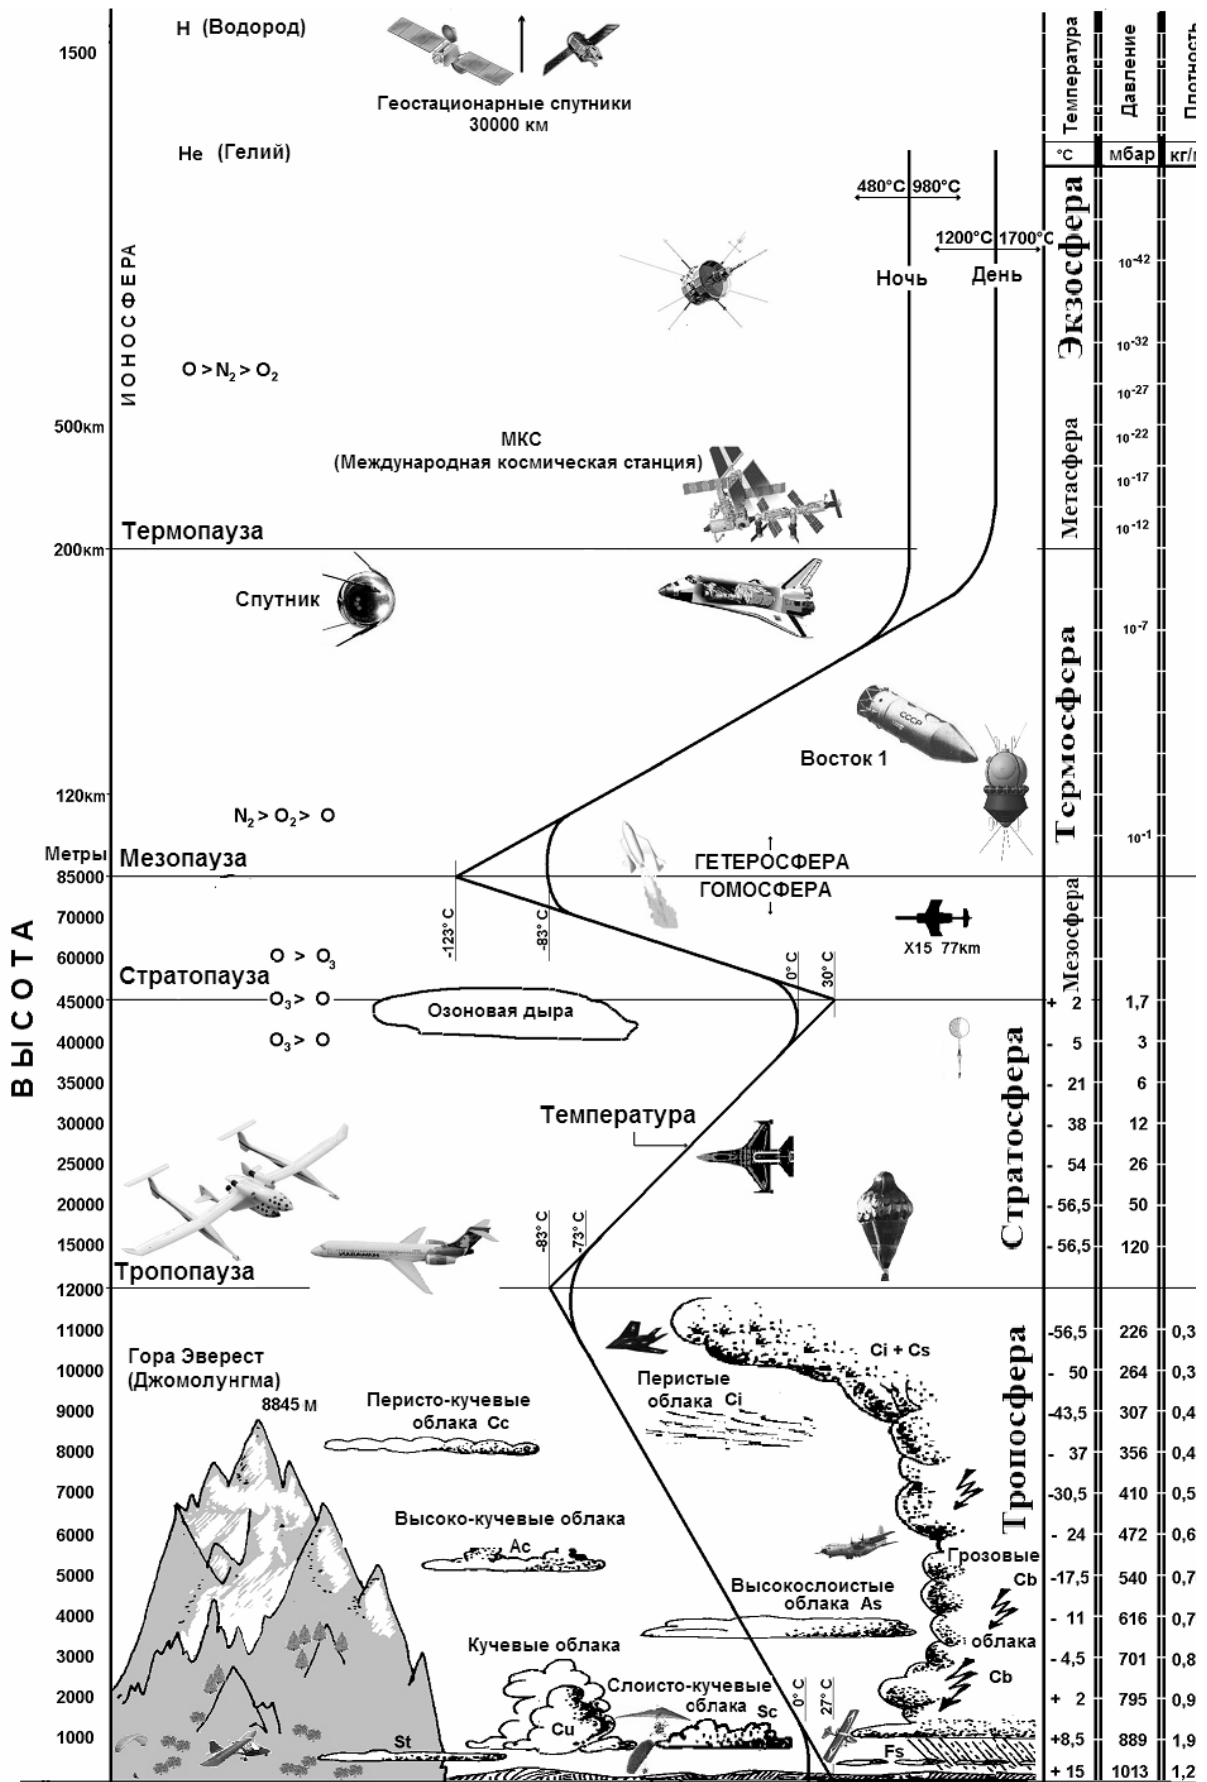 H (Водород)
1500
Геостационарные спутники
30000 км
He (Гелий)
Температура
Давление
Плотность
°C
мбар
кг/
480°C 980°C
1200°C 1700°C
Ночь
День
ИОНОСФЕРА
Экзосфера
10-42
10-32
O > N2 > O2
10-27
500км
МКС
(Международная космическая станция)
10-22
Метасфера
10-17
10-12
Термопауза
200км
Спутник
10-7
Термосфера
СССР
Восток 1
120км
N2 > O2 > O
10-1
Метры
Мезопауза
ГЕТЕРОСФЕРА
85000
ГОМОСФЕРА
70000
-123° C
-83° C
X15 77km
Мезосфера
60000
O > O3
0° C
30° C
Стратопауза
45000
O3 > O
Озоновая дыра
+ 2
1,7
40000
O3 > O
- 5
3
ВЫСОТА
35000
- 21
6
Стратосфера
Температура
30000
- 38
12
25000
- 54
26
20000
- 56,5
50
-83° C
-73° C
15000
- 56,5
120
Тропопауза
12000
11000
-56,5
226
0,3
Тропосфера
Ci + Cs
Гора Эверест
(Джомолунгма)
8845 м
10000
- 50
264
0,3
Перистые
облака Ci
Перисто-кучевые
облака Cc
9000
-43,5
307
0,4
8000
- 37
356
0,4
7000
-30,5
410
0,5
Высоко-кучевые облака
Ac
6000
- 24
472
0,6
Грозовые
Cb
5000
-17,5
540
0,7
Высокослоистые
облака As
4000
- 11
616
0,7
облака
Кучевые облака
3000
- 4,5
701
0,8
Cb
Слоисто-кучевые
облака
Sc
0° C
27° C
2000
+ 2
795
0,9
Cu
1000
St
+8,5
889
1,9
Fs
+ 15
1013
1,2